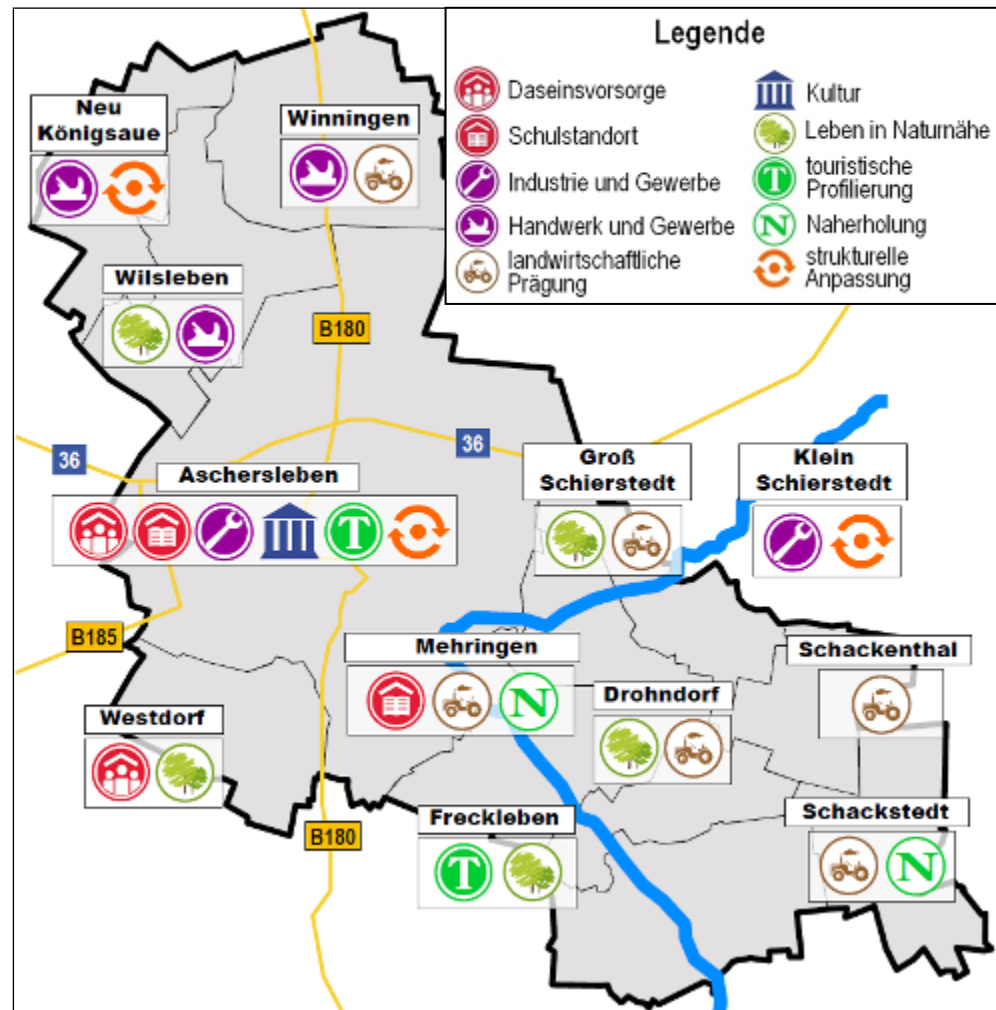 Legende
Daseinsvorsorge
Schulstandort
Industrie und Gewerbe
Handwerk und Gewerbe
landwirtschaftliche
Prägung
Kultur
Leben in Naturnähe
T
touristische
Profilierung
N
Naherholung
strukturelle
Anpassung
Neu
Königsaue
Winningen
Wilsleben
B180
36
36
Aschersleben
T
Groß
Schierstedt
Klein
Schierstedt
B185
Mehringen
N
Schackenthal
Drohndorf
Westdorf
B180
Freckleben
T
Schackstedt
N